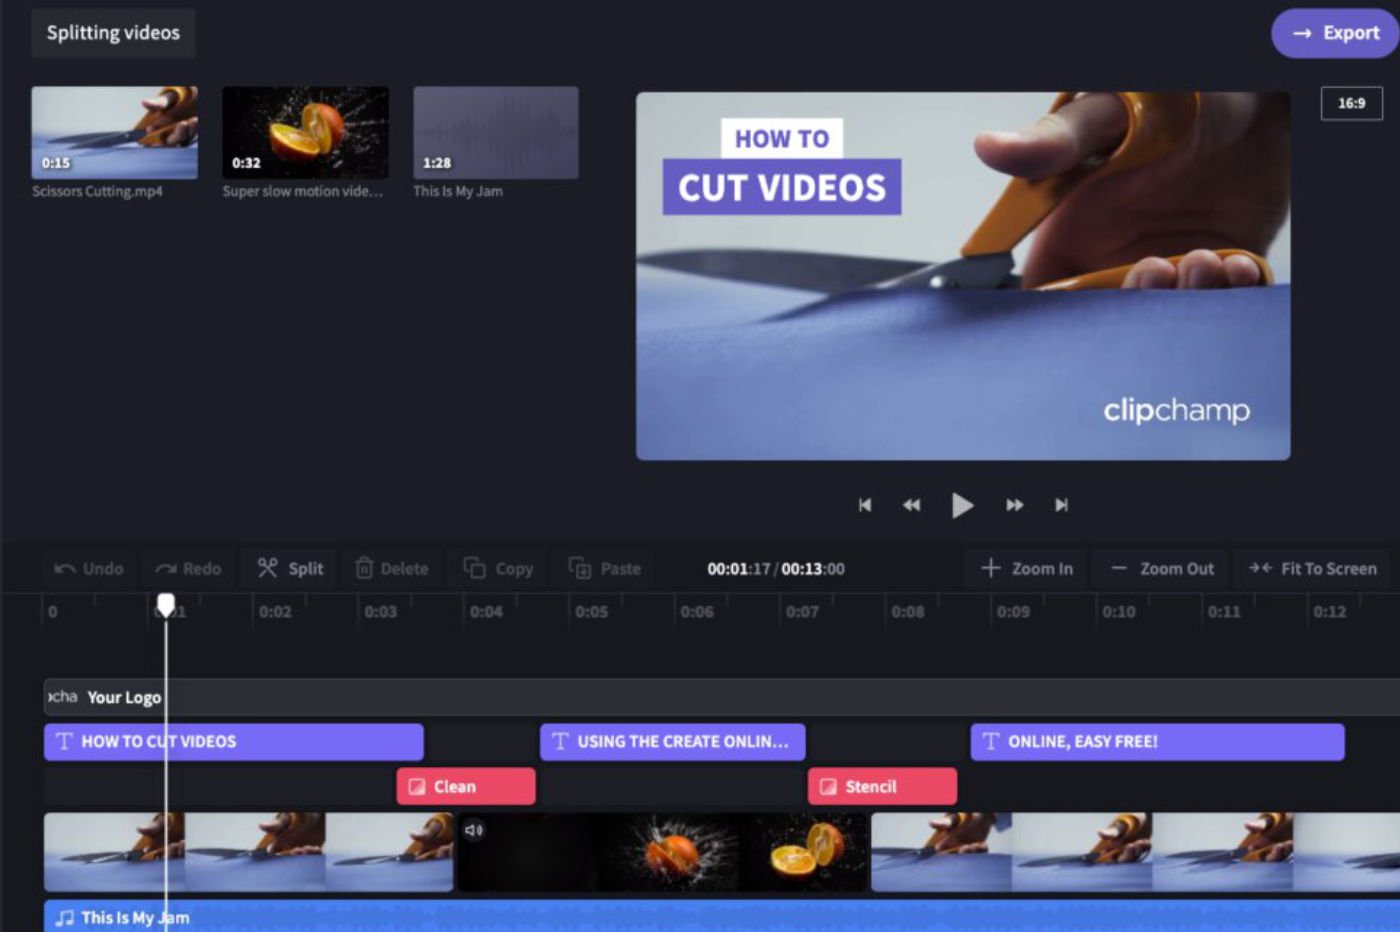 Splitting videos
→ Export
16:9
0:15
0:32
1:28
Scissors Cutting.mp4
Super slow motion vide...
This Is My Jam
HOW TO
CUT VIDEOS
clipchamp
Undo
Redo
Split
Delete
Copy
Paste
00:01:17/00:13:00
Zoom In
Zoom Out
Fit To Screen
0
0:02
0:03
0:04
0:05
0:06
0:07
0:08
0:09
0:10
0:11
0:12
cha Your Logo
T HOW TO CUT VIDEOS
T USING THE CREATE ONLIN...
T ONLINE, EASY FREE!
Clean
Stencil
This Is My Jam